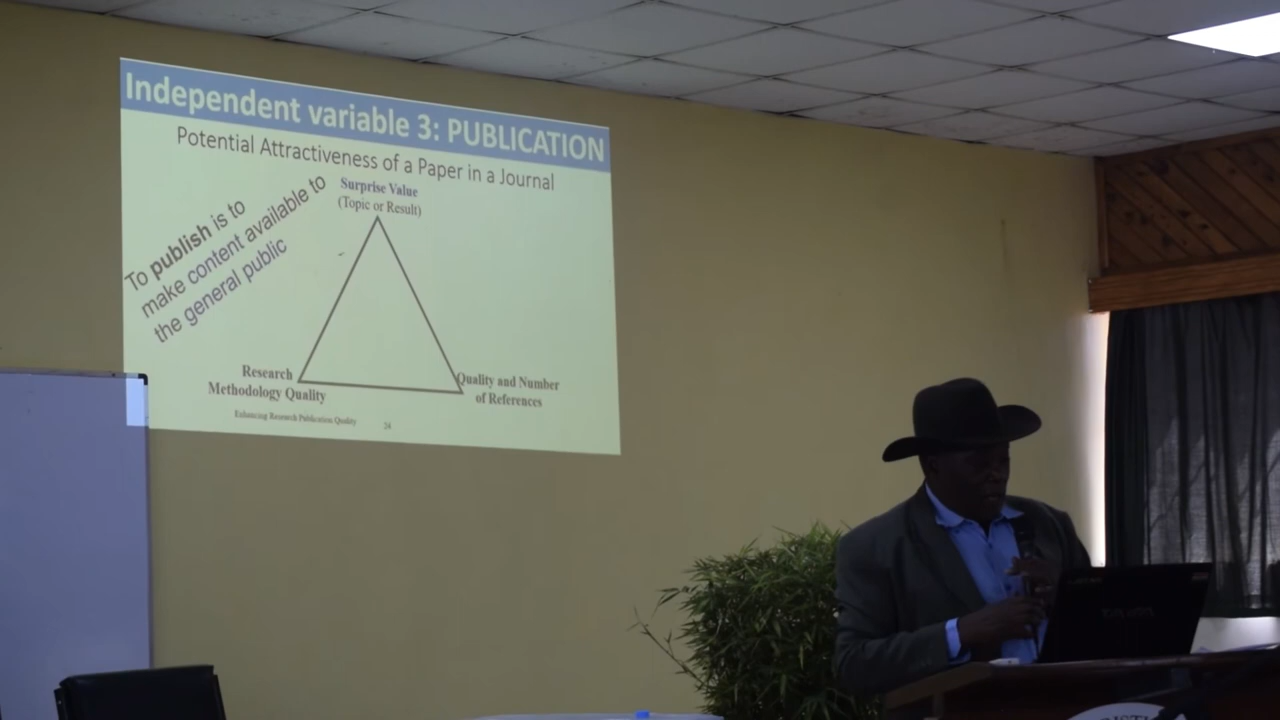 Independent variable 3: PUBLICATION
Potential Attractiveness of a Paper in a Journal
To publish is to
make content available to
the general public
Surprise Value
(Topic or Result)
Research
Methodology Quality
Quality and Number
of References
Enhancing Research Publication Quality
24